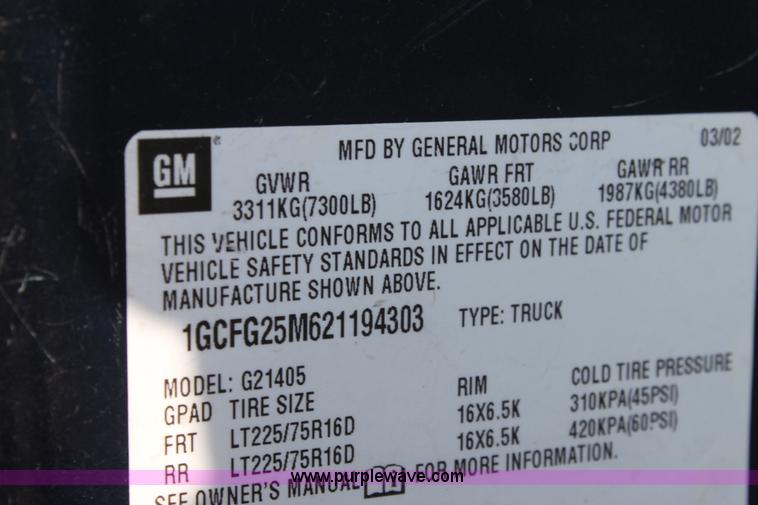 GM
MFD BY GENERAL MOTORS CORP 03/02
GVWR GAWR FRT GAWR RR
3311KG(7300LB) 1624KG(3580LB) 1987KG(4380LB)
THIS VEHICLE CONFORMS TO ALL APPLICABLE U.S. FEDERAL MOTOR
VEHICLE SAFETY STANDARDS IN EFFECT ON THE DATE OF
MANUFACTURE SHOWN ABOVE.
1GCFG25M621194303 TYPE: TRUCK
MODEL: G21405
GPAD TIRE SIZE RIM COLD TIRE PRESSURE
FRT LT225/75R16D 16X6.5K 310KPA(45PSI)
RR LT225/75R16D 16X6.5K 420KPA(60PSI)
SEE OWNER'S MANUAL FOR MORE INFORMATION.
www.purplewave.com